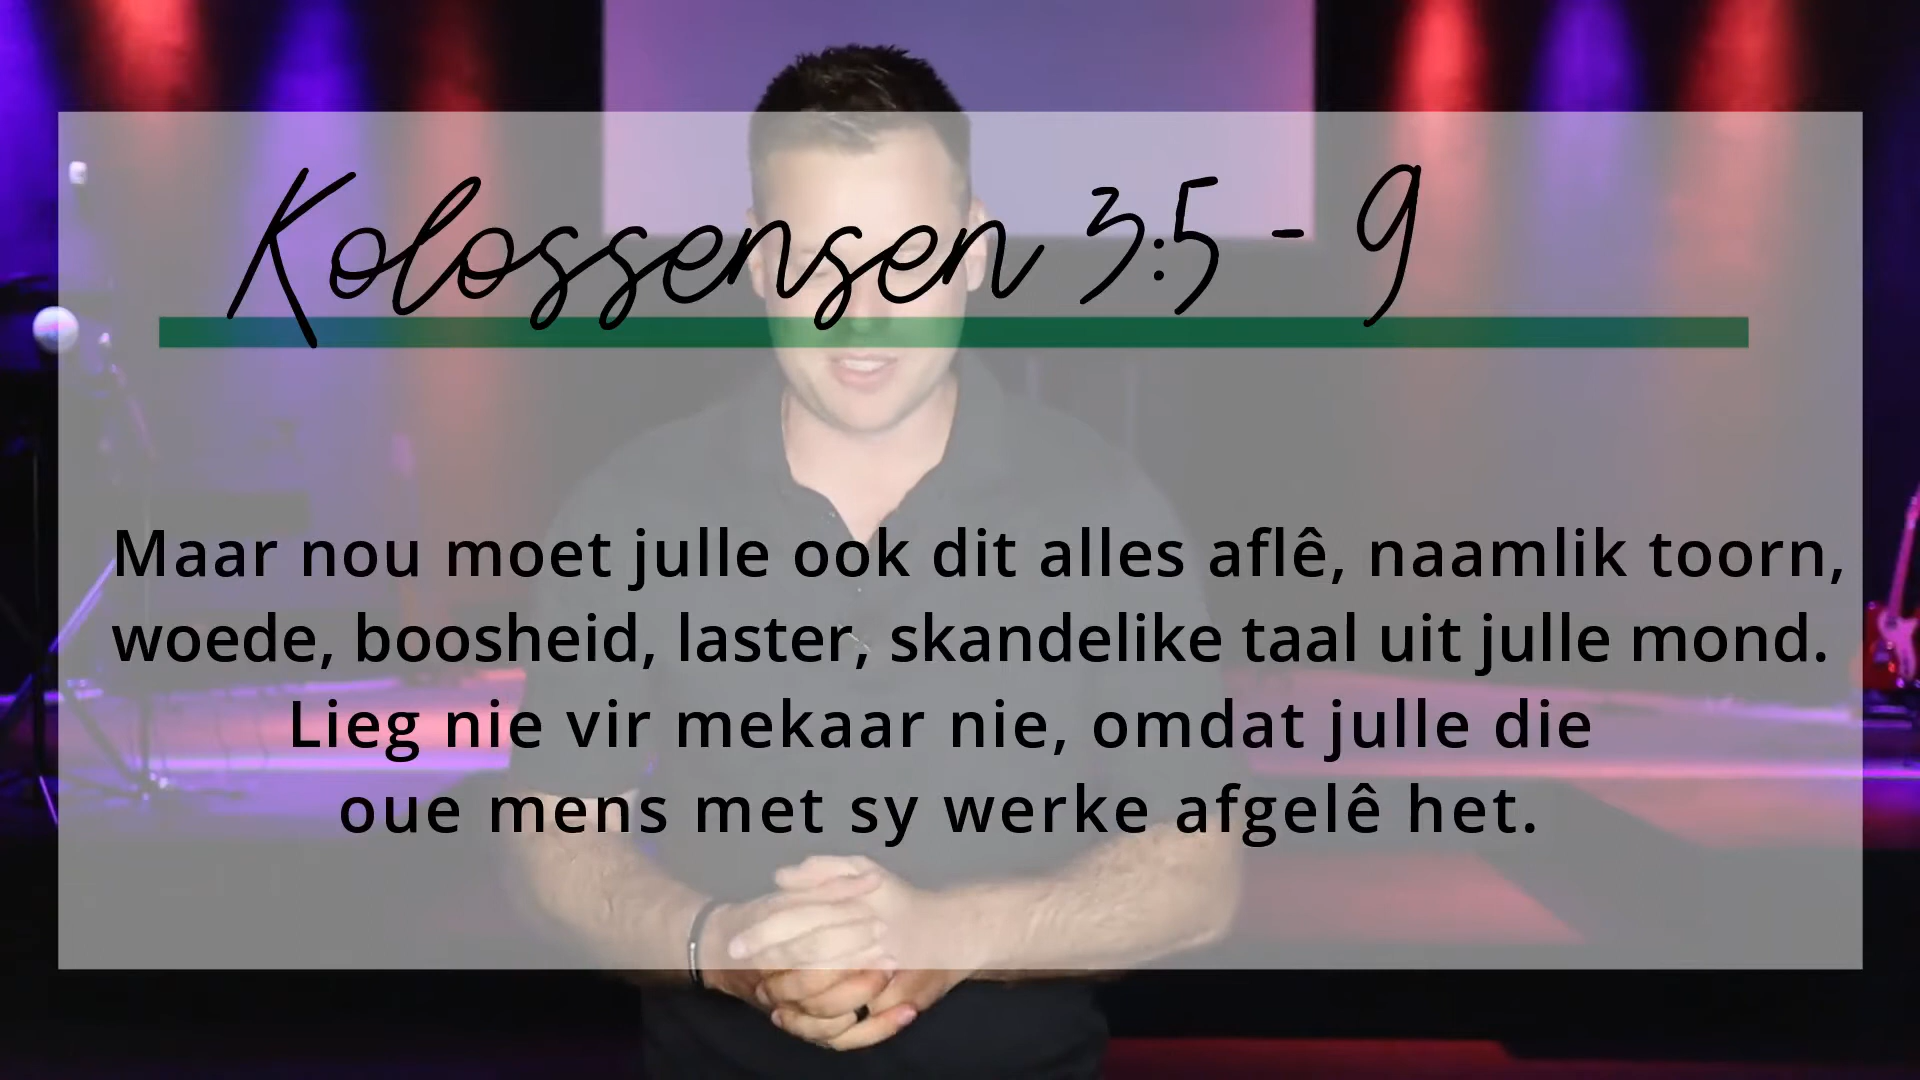 Kolossensen 3:5 - 9
Maar nou moet julle ook dit alles aflê, naamlik toorn,
woede, boosheid, laster, skandelike taal uit julle mond.
Lieg nie vir mekaar nie, omdat julle die
oue mens met sy werke afgelê het.